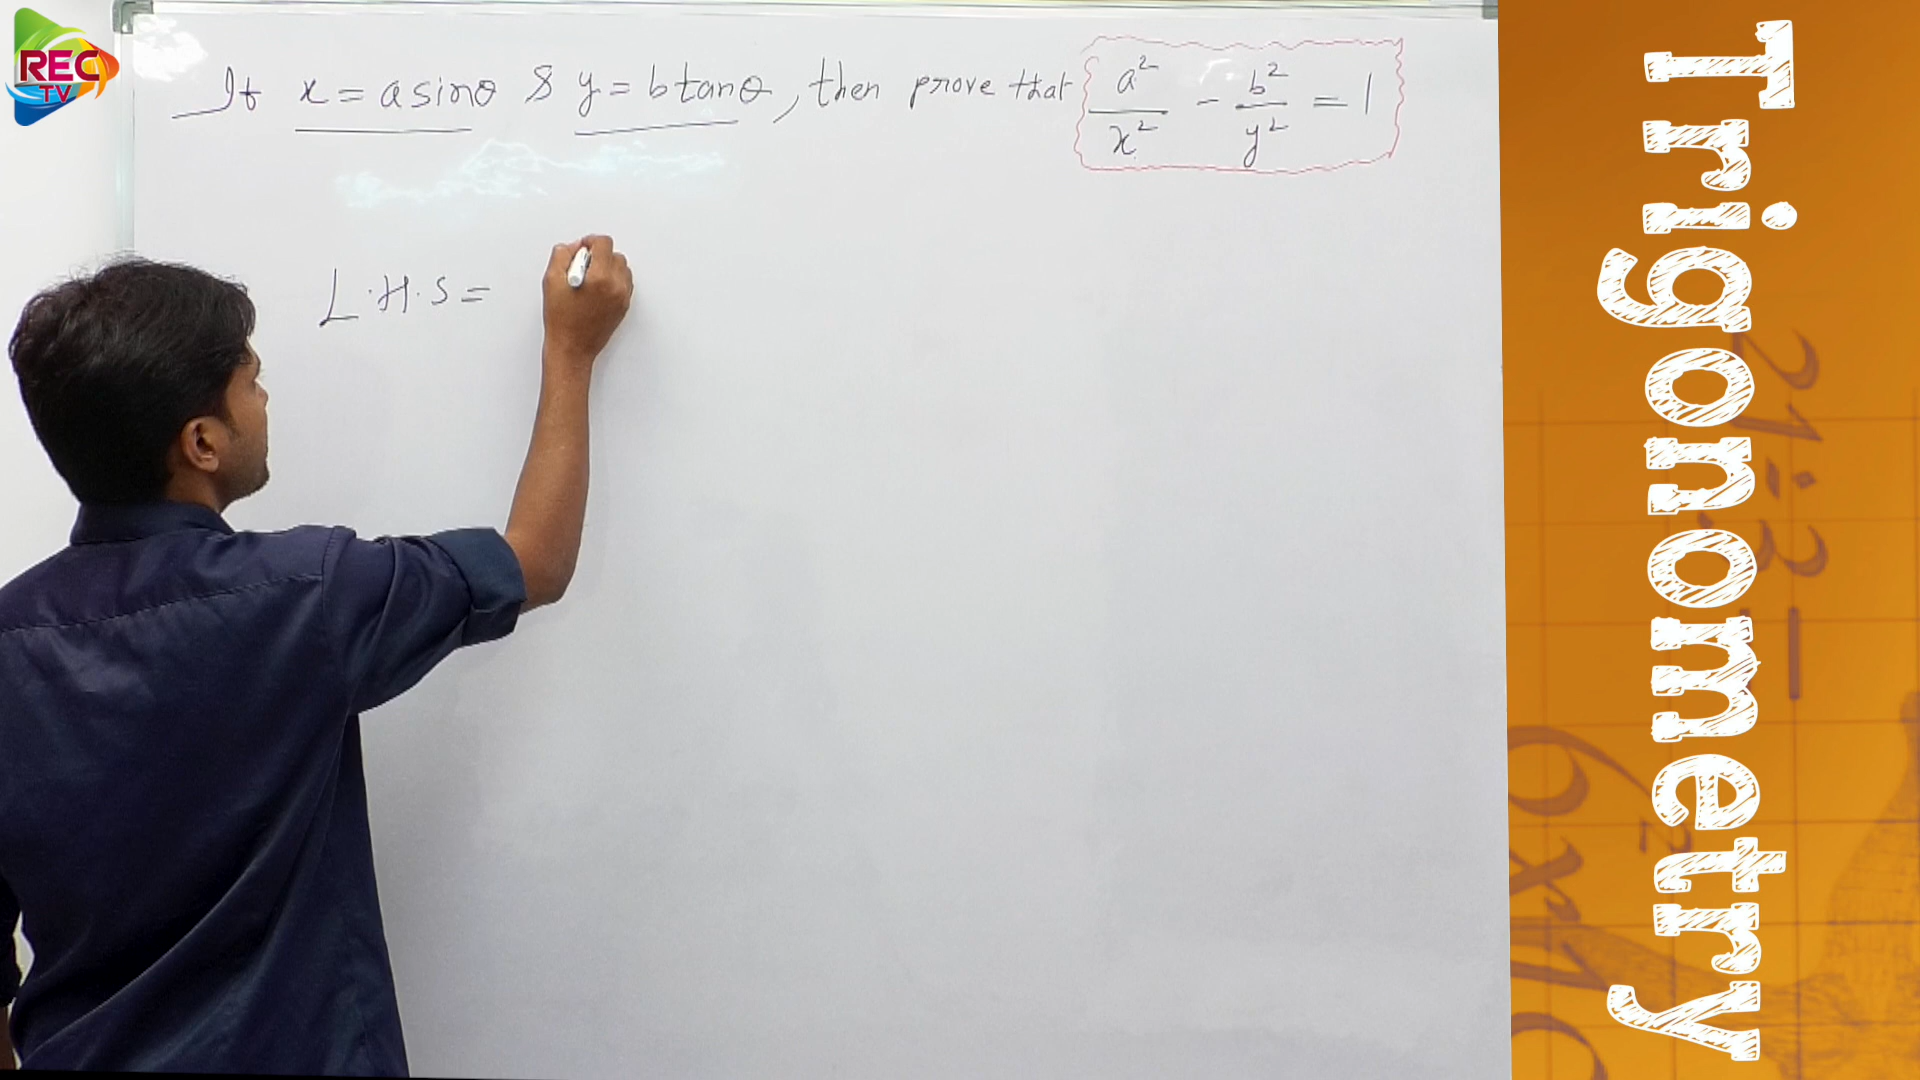 REC
TV
If x = a sinθ & y = b tanθ, then prove that a²/x² - b²/y² = 1
L.H.S =
Trigonometry